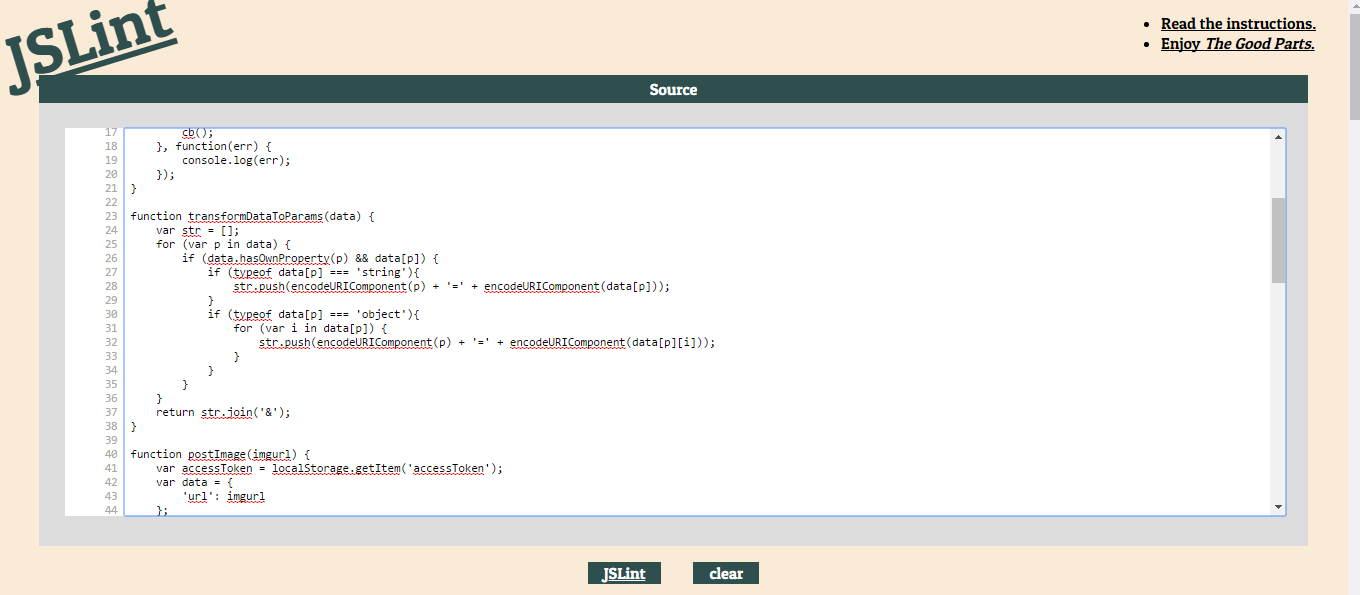 JSLint
Read the instructions.
Enjoy The Good Parts.
Source
17 cb();
18 }, function(err) {
19 console.log(err);
20 });
21 }
22
23 function transformDataToParams(data) {
24 var str = [];
25 for (var p in data) {
26 if (data.hasOwnProperty(p) && data[p]) {
27 if (typeof data[p] === 'string'){
28 str.push(encodeURIComponent(p) + '=' + encodeURIComponent(data[p]));
29 }
30 if (typeof data[p] === 'object'){
31 for (var i in data[p]) {
32 str.push(encodeURIComponent(p) + '=' + encodeURIComponent(data[p][i]));
33 }
34 }
35 }
36 }
37 return str.join('&');
38 }
39
40 function postImage(imgurl) {
41 var accessToken = localStorage.getItem('accessToken');
42 var data = {
43 'url': imgurl
44 };
JSLint clear